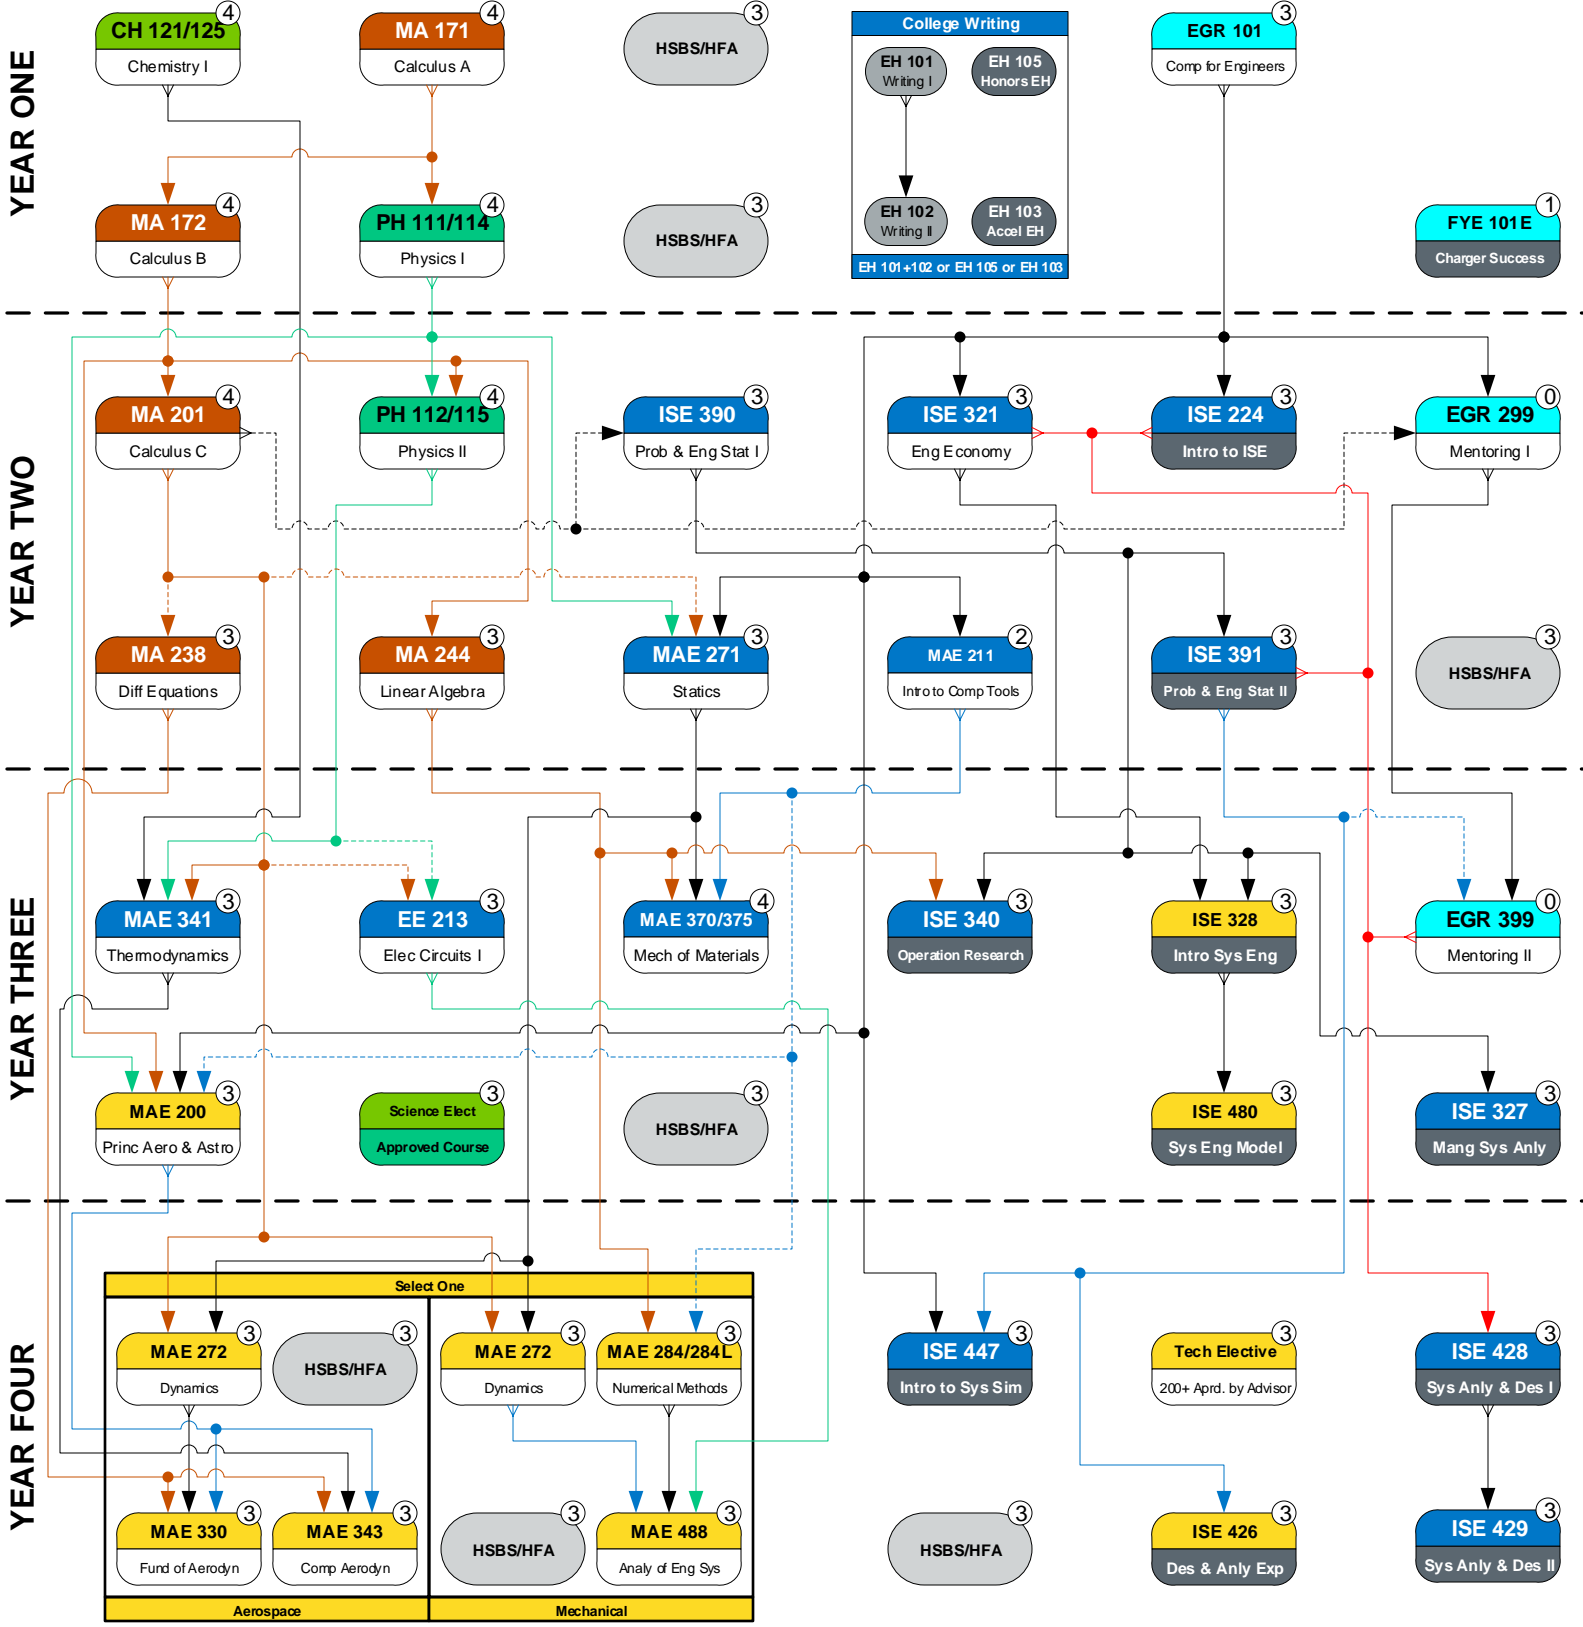 YEAR ONE
4
CH 121/125
Chemistry I
4
MA 171
Calculus A
3
HSBS/HFA
College Writing
EH 101
Writing I
EH 105
Honors EH
EH 102
Writing II
EH 103
Accel EH
EH 101+102 or EH 105 or EH 103
3
EGR 101
Comp for Engineers
4
MA 172
Calculus B
4
PH 111/114
Physics I
3
HSBS/HFA
1
FYE 101E
Charger Success
YEAR TWO
4
MA 201
Calculus C
4
PH 112/115
Physics II
3
ISE 390
Prob & Eng Stat I
3
ISE 321
Eng Economy
3
ISE 224
Intro to ISE
0
EGR 299
Mentoring I
3
MA 238
Diff Equations
3
MA 244
Linear Algebra
3
MAE 271
Statics
2
MAE 211
Intro to Comp Tools
3
ISE 391
Prob & Eng Stat II
3
HSBS/HFA
YEAR THREE
3
MAE 341
Thermodynamics
3
EE 213
Elec Circuits I
4
MAE 370/375
Mech of Materials
3
ISE 340
Operation Research
3
ISE 328
Intro Sys Eng
0
EGR 399
Mentoring II
3
MAE 200
Princ Aero & Astro
3
Science Elect
Approved Course
3
HSBS/HFA
3
ISE 480
Sys Eng Model
3
ISE 327
Mang Sys Anly
YEAR FOUR
Select One
3
MAE 272
Dynamics
3
HSBS/HFA
3
MAE 272
Dynamics
3
MAE 284/284L
Numerical Methods
3
ISE 447
Intro to Sys Sim
3
Tech Elective
200+ Aprd. by Advisor
3
ISE 428
Sys Anly & Des I
3
MAE 330
Fund of Aerodyn
3
MAE 343
Comp Aerodyn
3
HSBS/HFA
3
MAE 488
Analy of Eng Sys
3
HSBS/HFA
3
ISE 426
Des & Anly Exp
3
ISE 429
Sys Anly & Des II
Aerospace
Mechanical